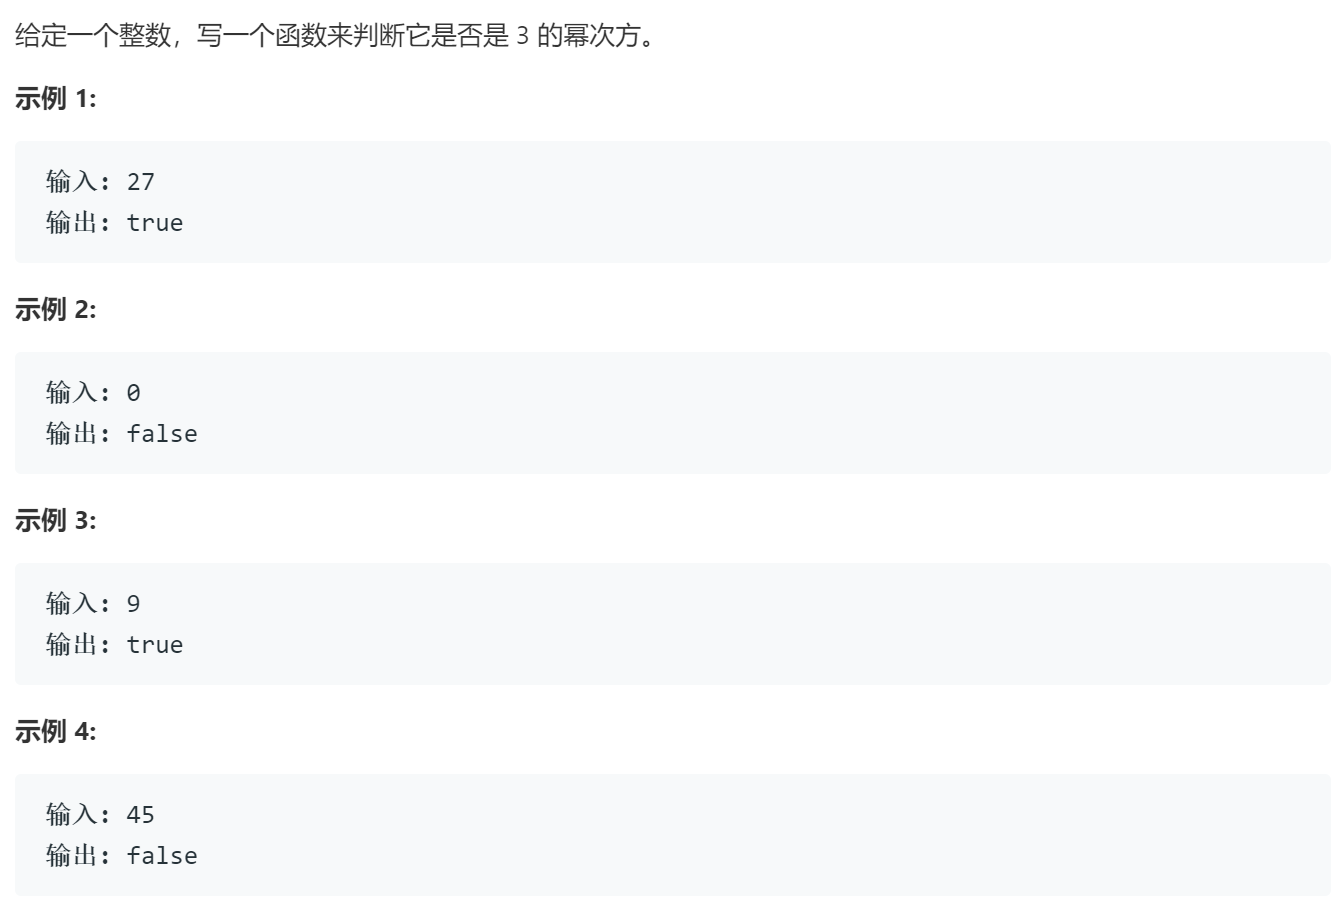 给定一个整数，写一个函数来判断它是否是 3 的幂次方。
示例 1:
输入: 27
输出: true
示例 2:
输入: 0
输出: false
示例 3:
输入: 9
输出: true
示例 4:
输入: 45
输出: false